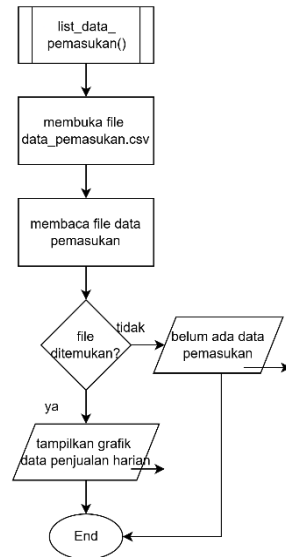 list_data_
pemasukan()
membuka file
data_pemasukan.csv
membaca file data
pemasukan
file
ditemukan?
tidak
belum ada data
pemasukan
ya
tampilkan grafik
data penjualan harian
End